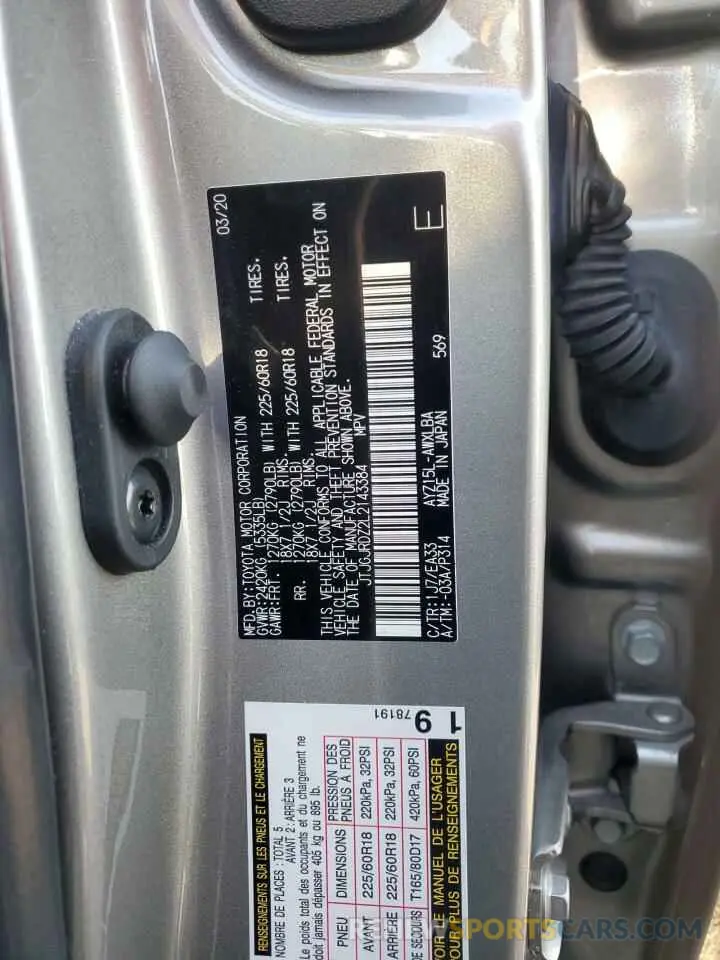 MFD. BY: TOYOTA MOTOR CORPORATION 03/20
GVWR: 2420KG (5335LB)
GAWR: FRT. 1270KG (2790LB) WITH 225/60R18 TIRES.
18X7 1/2J RIMS.
RR. 1270KG (2790LB) WITH 225/60R18 TIRES.
18X7 1/2J RIMS.
THIS VEHICLE CONFORMS TO ALL APPLICABLE FEDERAL MOTOR
VEHICLE SAFETY AND THEFT PREVENTION STANDARDS IN EFFECT ON
THE DATE OF MANUFACTURE SHOWN ABOVE.
JTJGJRDZ2L2143384 MPV
C/TR: 1J7/EA33 AYZ15L-AWXLBA 569 E
A/TM: -03A/P314 MADE IN JAPAN
RENSEIGNEMENTS SUR LES PNEUS ET LE CHARGEMENT
NOMBRE DE PLACES : TOTAL 5
AVANT 2 : ARRIÈRE 3
Le poids total des occupants et du chargement ne
doit jamais dépasser 405 kg ou 895 lb.
PNEU DIMENSIONS PRESSION DES PNEUS À FROID
AVANT 225/60R18 220kPa, 32PSI
ARRIÈRE 225/60R18 220kPa, 32PSI
DE SECOURS T165/80D17 420kPa, 60PSI
VOIR LE MANUEL DE L'USAGER
POUR PLUS DE RENSEIGNEMENTS
78191
19